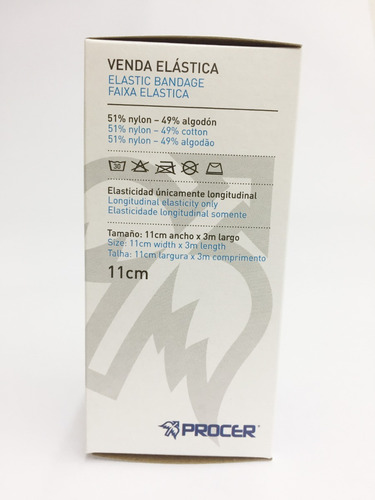 VENDA ELÁSTICA
ELASTIC BANDAGE
FAIXA ELASTICA
51% nylon – 49% algodón
51% nylon – 49% cotton
51% nylon – 49% algodão
30
Elasticidad únicamente longitudinal
Longitudinal elasticity only
Elasticidade longitudinal somente
Tamaño: 11cm ancho x 3m largo
Size: 11cm width x 3m length
Talha: 11cm largura x 3m comprimento
11cm
PROCER